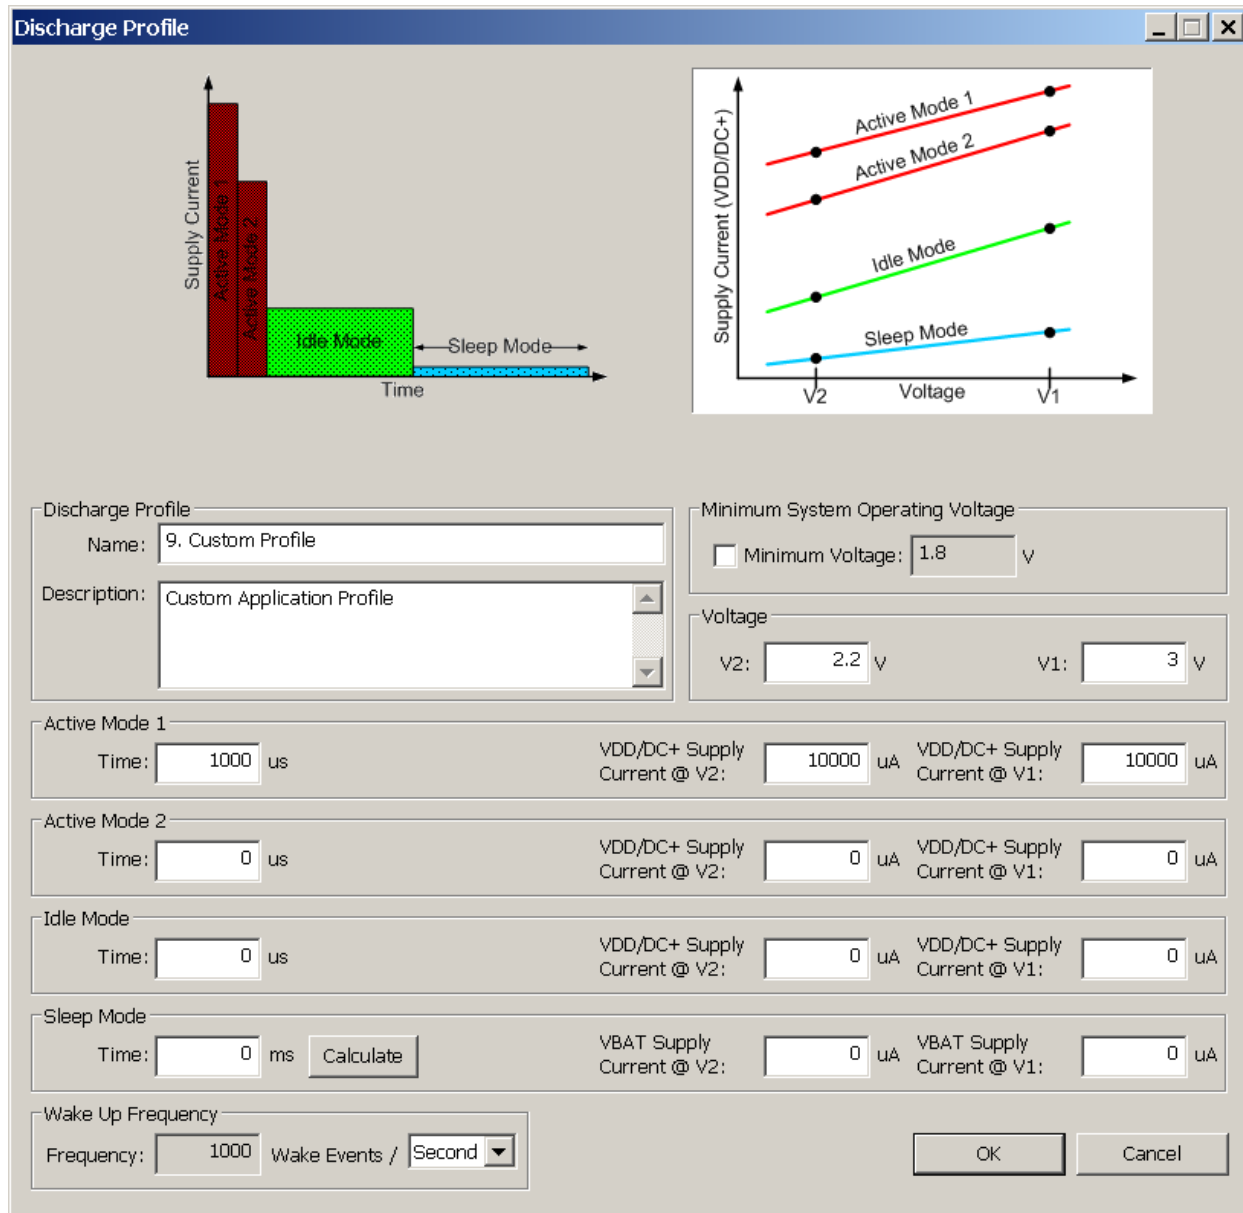 Discharge Profile
Supply Current
Active Mode 1
Active Mode 2
Idle Mode
Sleep Mode
Time
Supply Current (VDD/DC+)
Active Mode 1
Active Mode 2
Idle Mode
Sleep Mode
V2 Voltage V1
Discharge Profile
Name: 9. Custom Profile
Description: Custom Application Profile
Minimum System Operating Voltage
Minimum Voltage: 1.8 V
Voltage
V2: 2.2 V V1: 3 V
Active Mode 1
Time: 1000 us
VDD/DC+ Supply
Current @ V2: 10000 uA
VDD/DC+ Supply
Current @ V1: 10000 uA
Active Mode 2
Time: 0 us
VDD/DC+ Supply
Current @ V2: 0 uA
VDD/DC+ Supply
Current @ V1: 0 uA
Idle Mode
Time: 0 us
VDD/DC+ Supply
Current @ V2: 0 uA
VDD/DC+ Supply
Current @ V1: 0 uA
Sleep Mode
Time: 0 ms Calculate
VBAT Supply
Current @ V2: 0 uA
VBAT Supply
Current @ V1: 0 uA
Wake Up Frequency
Frequency: 1000 Wake Events / Second
OK Cancel